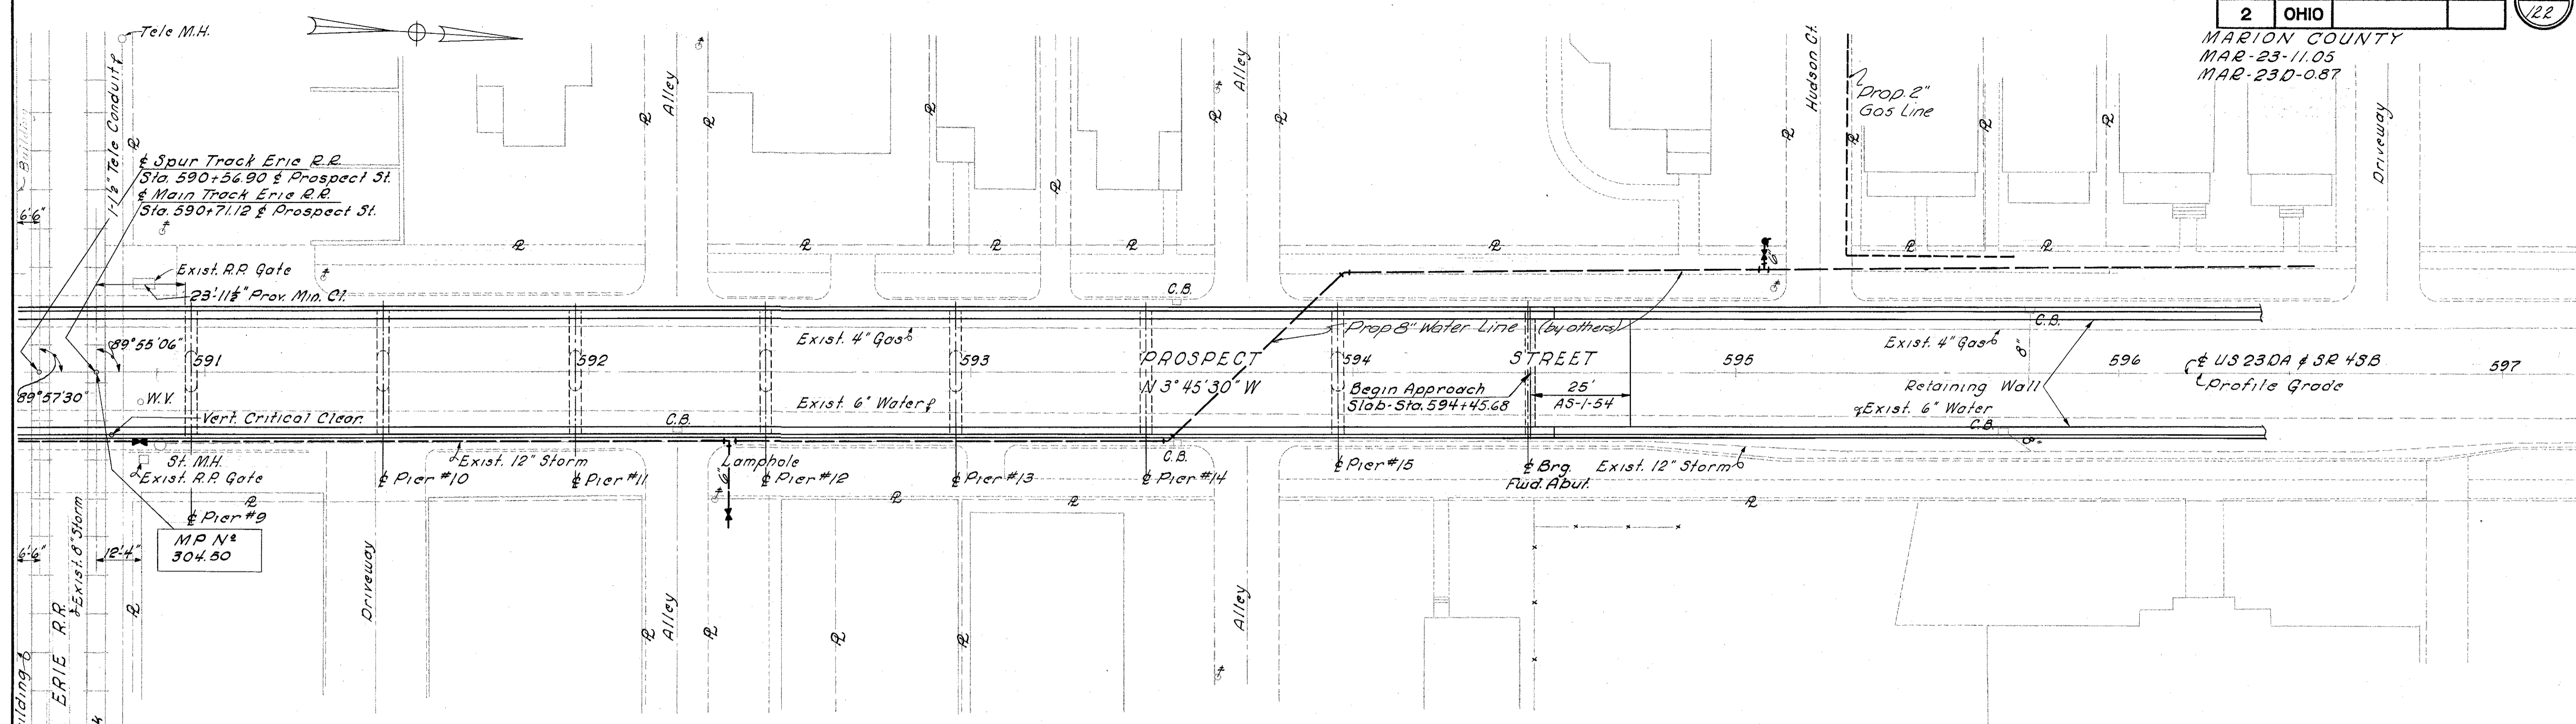 2 OHIO
122
MARION COUNTY
MAR-23-11.05
MAR-23D-0.87
Tele M.H.
1-1½" Tele Conduit
Building
Alley
Alley
Hudson Ct.
Prop. 2"
Gas Line
Driveway
℄ Spur Track Erie R.R.
Sta. 590+56.90 ℄ Prospect St.
℄ Main Track Erie R.R.
Sta. 590+71.12 ℄ Prospect St.
6'-6"
Exist. R.R. Gate
23'-11½" Prov. Min. Cl.
C.B.
6"
Exist. 4" Gas
Prop 8" Water Line (by others)
Exist. 4" Gas
C.B.
8"
89°55'06"
89°57'30"
591
592
593
594
595
596
597
PROSPECT STREET
N 3°45'30" W
Begin Approach
Slab-Sta. 594+45.68
25'
AS-1-54
Retaining Wall
℄ US 23DA ℄ SR 4SB
Profile Grade
W.V.
Exist. 6" Water
Exist. 6" Water
Vert. Critical Clear.
C.B.
C.B.
8"
St. M.H.
Exist. R.R. Gate
Exist. 12" Storm
Lamphole
6"
C.B.
Exist. 12" Storm
℄ Pier #9
℄ Pier #10
℄ Pier #11
℄ Pier #12
℄ Pier #13
℄ Pier #14
℄ Pier #15
℄ Brg.
Fwd. Abut.
MP Nº
304.50
6'-6"
12'-4"
Exist. 8" Storm
ERIE R.R.
Driveway
Alley
Alley